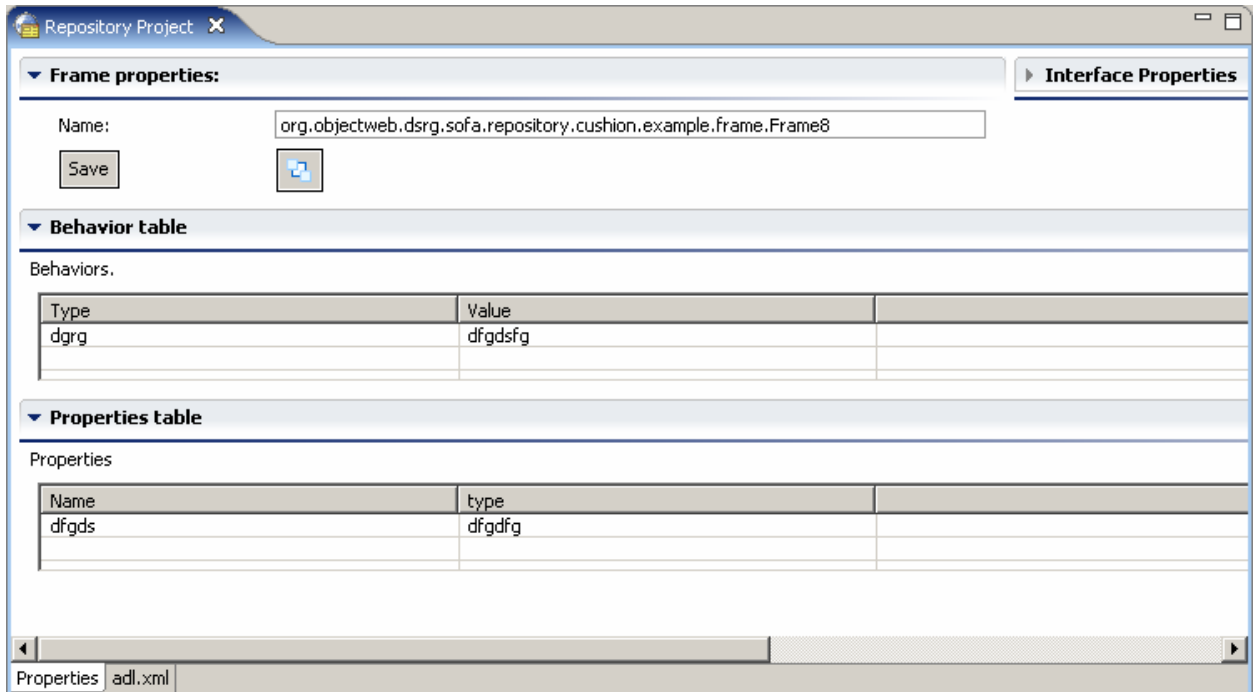 Repository Project
Frame properties:
Interface Properties
Name:
org.objectweb.dsrg.sofa.repository.cushion.example.frame.Frame8
Save
Behavior table
Behaviors.
Type Value
dgrg dfgdsfg
Properties table
Properties
Name type
dfgds dfgdfg
Properties adl.xml